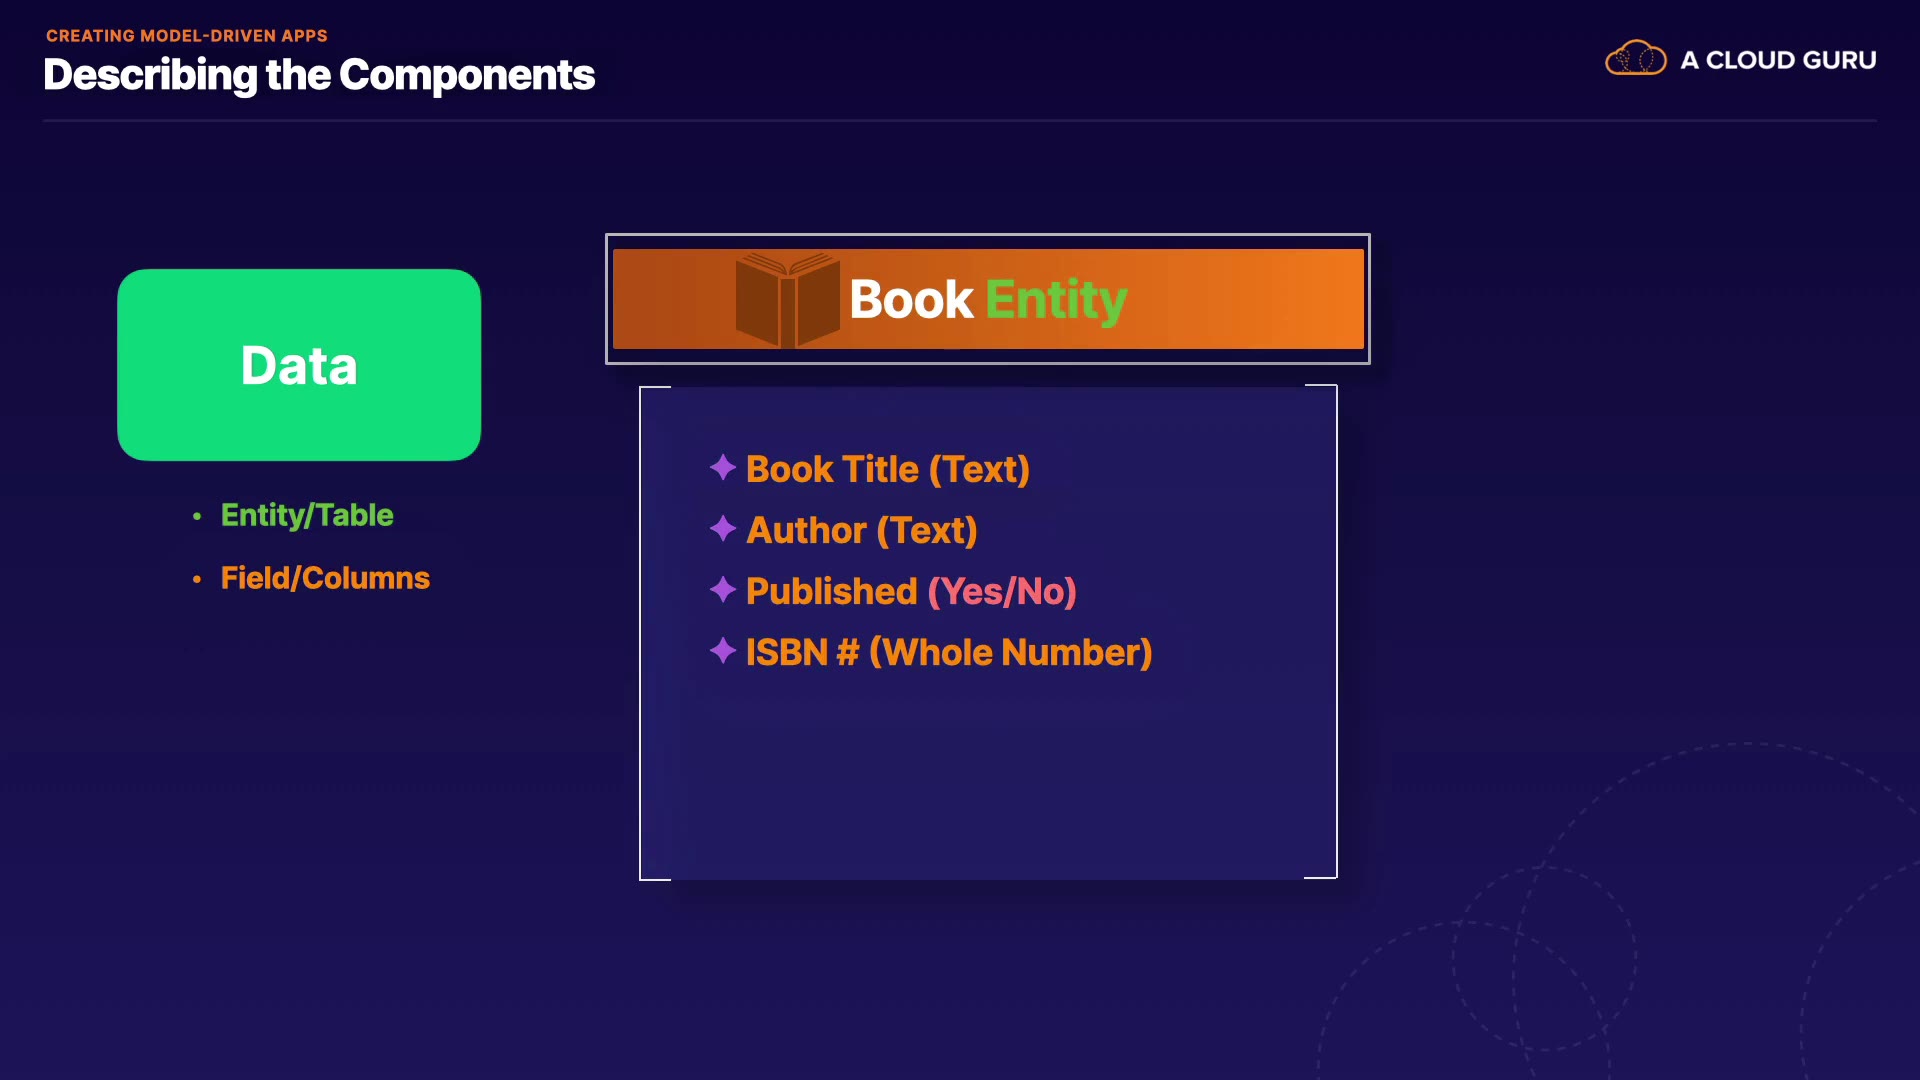 CREATING MODEL-DRIVEN APPS
Describing the Components
A CLOUD GURU
Data
• Entity/Table
• Field/Columns
Book Entity
Book Title (Text)
Author (Text)
Published (Yes/No)
ISBN # (Whole Number)